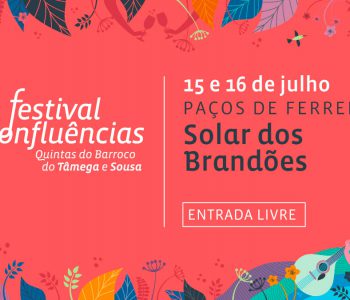 festival
onfluências
Quintas do Barroco
do Tâmega e Sousa
15 e 16 de julho
PAÇOS DE FERREI
Solar dos
Brandões
ENTRADA LIVRE